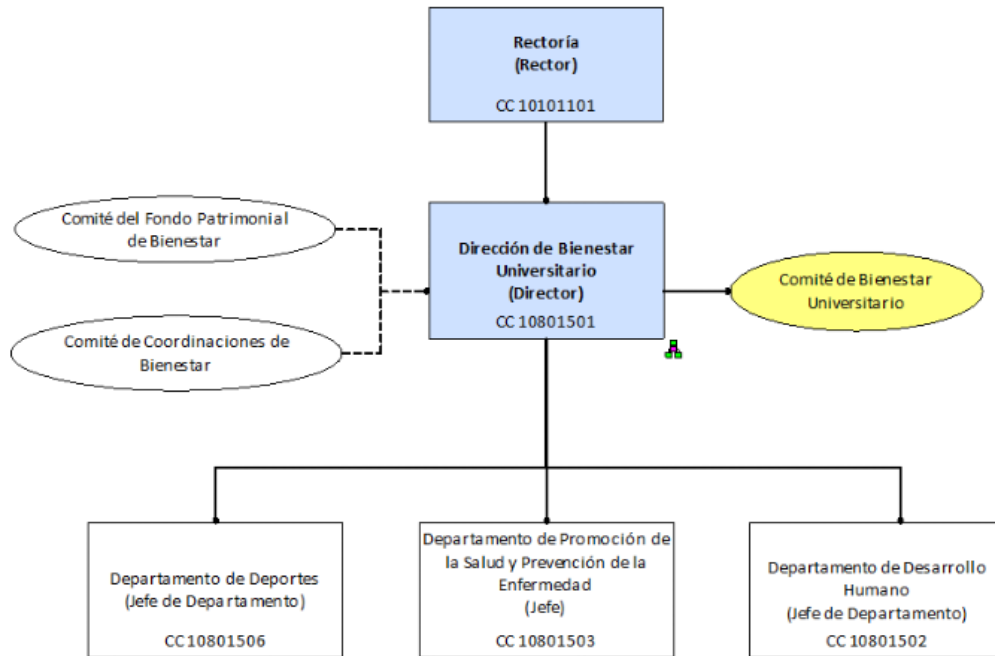 Rectoría
(Rector)
CC 10101101
Comité del Fondo Patrimonial
de Bienestar
Dirección de Bienestar
Universitario
(Director)
CC 10801501
Comité de Bienestar
Universitario
Comité de Coordinaciones de
Bienestar
Departamento de Deportes
(Jefe de Departamento)
CC 10801506
Departamento de Promoción de
la Salud y Prevención de la
Enfermedad
(Jefe)
CC 10801503
Departamento de Desarrollo
Humano
(Jefe de Departamento)
CC 10801502